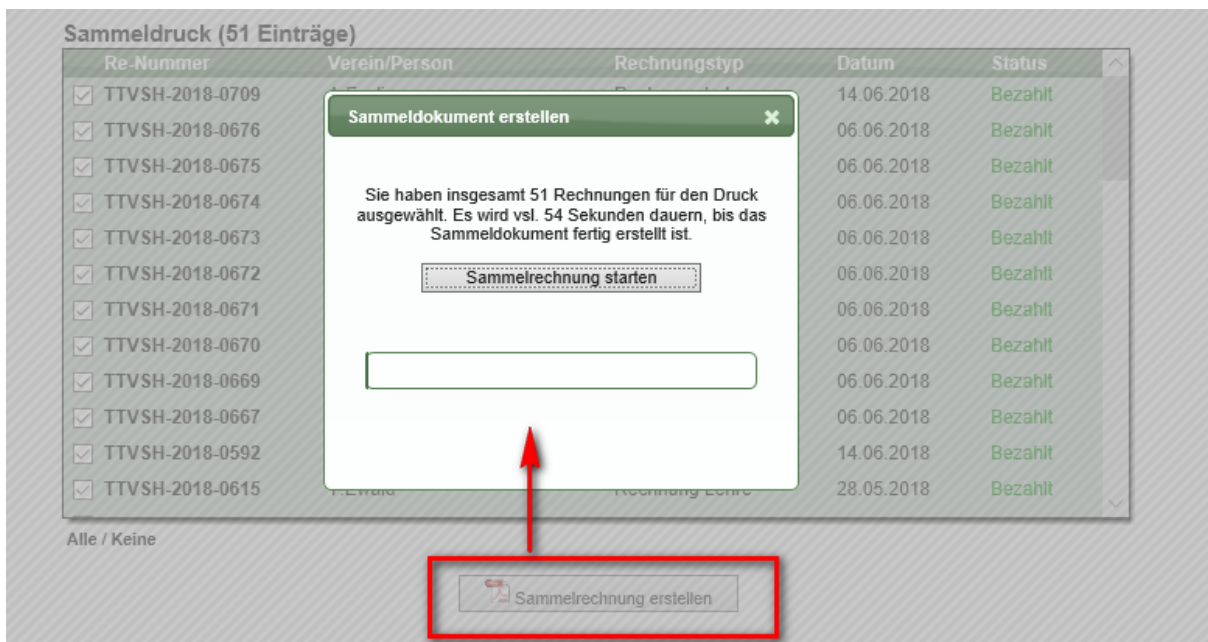 Sammeldruck (51 Einträge)
Re-Nummer Verein/Person Rechnungstyp Datum Status
TTVSH-2018-0709 14.06.2018 Bezahlt
TTVSH-2018-0676 06.06.2018 Bezahlt
TTVSH-2018-0675 06.06.2018 Bezahlt
TTVSH-2018-0674 06.06.2018 Bezahlt
TTVSH-2018-0673 06.06.2018 Bezahlt
TTVSH-2018-0672 06.06.2018 Bezahlt
TTVSH-2018-0671 06.06.2018 Bezahlt
TTVSH-2018-0670 06.06.2018 Bezahlt
TTVSH-2018-0669 06.06.2018 Bezahlt
TTVSH-2018-0667 06.06.2018 Bezahlt
TTVSH-2018-0592 14.06.2018 Bezahlt
TTVSH-2018-0615 Rechnung Lehre 28.05.2018 Bezahlt
Sammeldokument erstellen
Sie haben insgesamt 51 Rechnungen für den Druck
ausgewählt. Es wird vsl. 54 Sekunden dauern, bis das
Sammeldokument fertig erstellt ist.
Sammelrechnung starten
Alle / Keine
Sammelrechnung erstellen